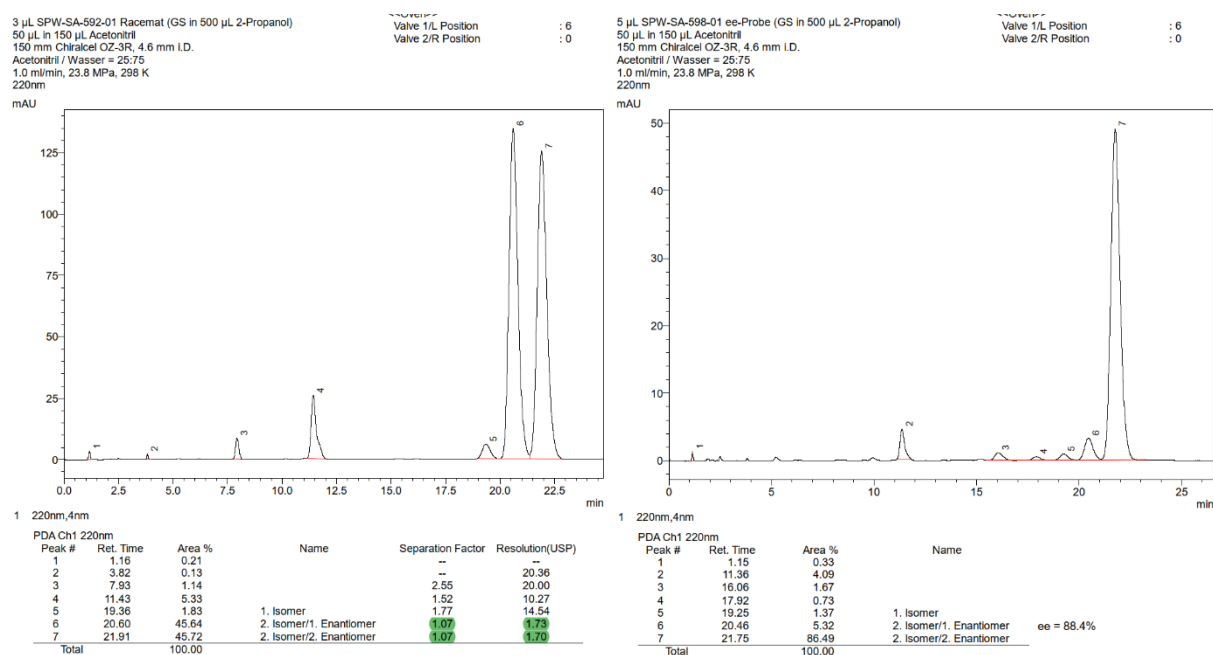 3 µL SPW-SA-592-01 Racemat (GS in 500 µL 2-Propanol)
50 µL in 150 µL Acetonitril
150 mm Chiralcel OZ-3R, 4.6 mm i.D.
Acetonitril / Wasser = 25:75
1.0 ml/min, 23.8 MPa, 298 K
220nm
Valve 1/L Position : 6
Valve 2/R Position : 0
mAU
125
100
75
50
25
0
1
2
3
4
5
6
7
0.0 2.5 5.0 7.5 10.0 12.5 15.0 17.5 20.0 22.5
min
1 220nm,4nm
PDA Ch1 220nm
Peak # Ret. Time Area % Name Separation Factor Resolution(USP)
1 1.16 0.21 -- --
2 3.82 0.13 -- 20.36
3 7.93 1.14 2.55 20.00
4 11.43 5.33 1.52 10.27
5 19.36 1.83 1. Isomer 1.77 14.54
6 20.60 45.64 2. Isomer/1. Enantiomer 1.07 1.73
7 21.91 45.72 2. Isomer/2. Enantiomer 1.07 1.70
Total 100.00
5 µL SPW-SA-598-01 ee-Probe (GS in 500 µL 2-Propanol)
50 µL in 150 µL Acetonitril
150 mm Chiralcel OZ-3R, 4.6 mm i.D.
Acetonitril / Wasser = 25:75
1.0 ml/min, 23.8 MPa, 298 K
220nm
Valve 1/L Position : 6
Valve 2/R Position : 0
mAU
50
40
30
20
10
0
1
2
3
4
5
6
7
0 5 10 15 20 25
min
1 220nm,4nm
PDA Ch1 220nm
Peak # Ret. Time Area % Name
1 1.15 0.33
2 11.36 4.09
3 16.06 1.67
4 17.92 0.73
5 19.25 1.37 1. Isomer
6 20.46 5.32 2. Isomer/1. Enantiomer ee = 88.4%
7 21.75 86.49 2. Isomer/2. Enantiomer
Total 100.00